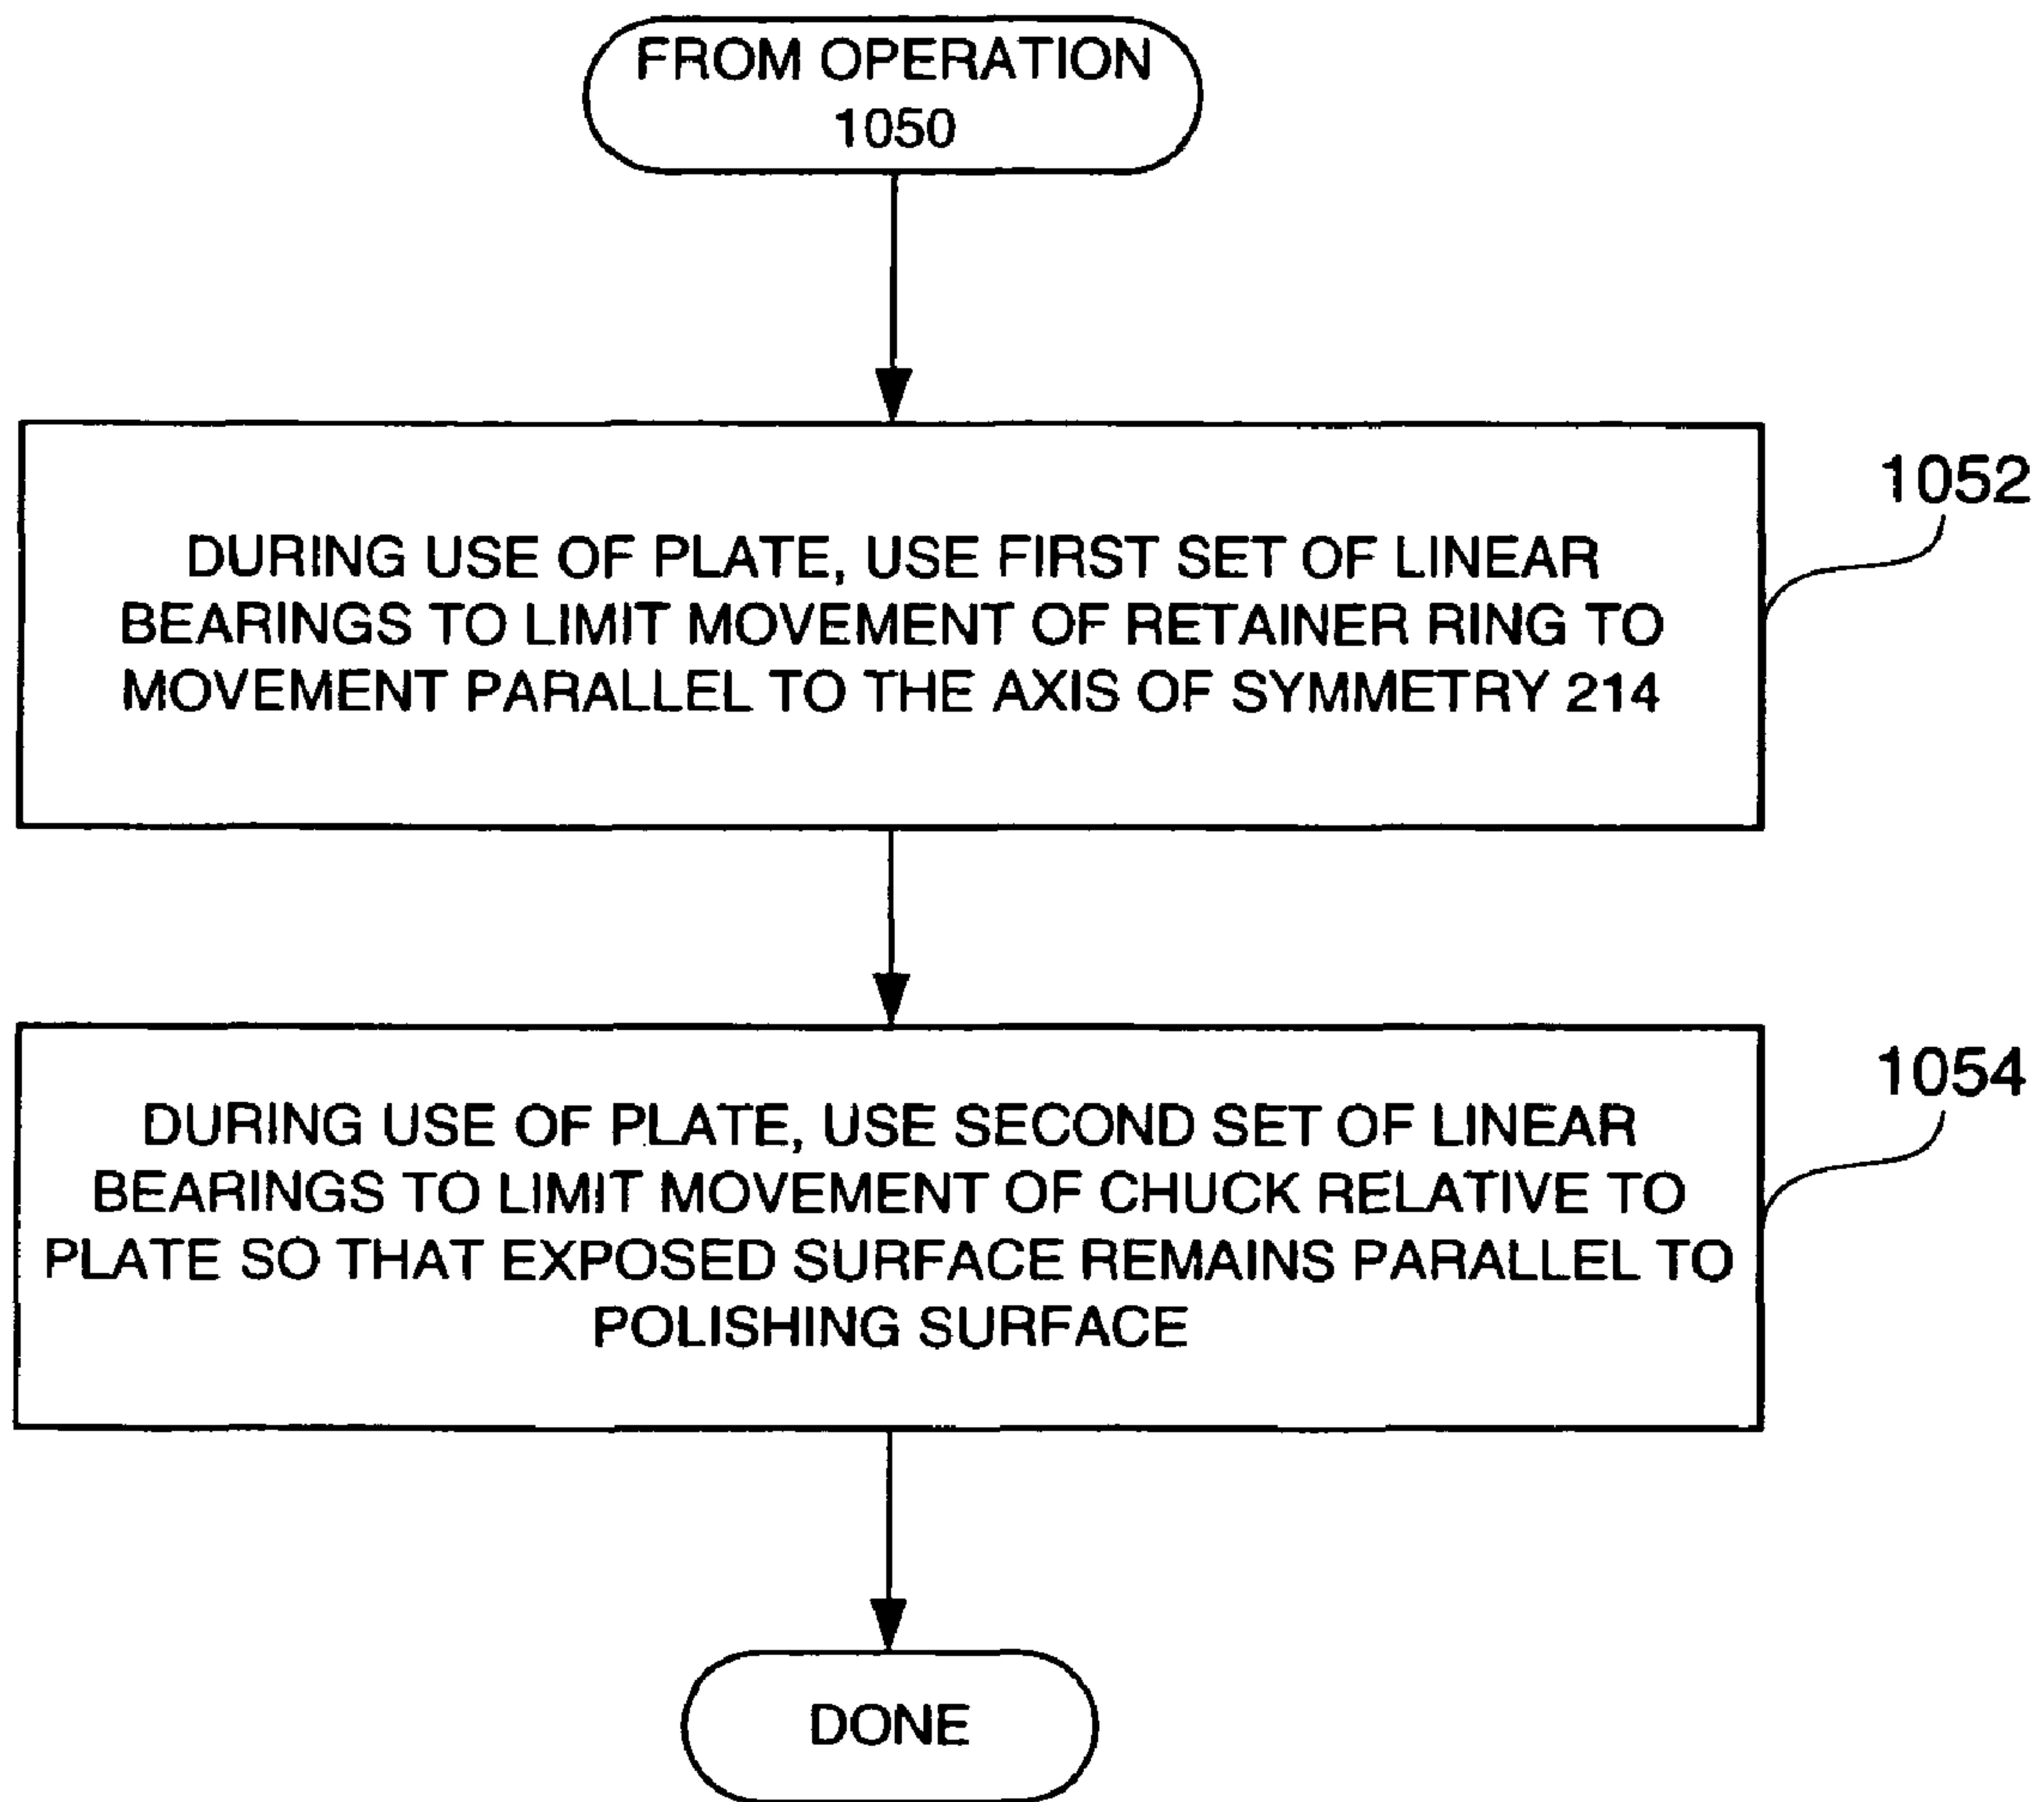 FROM OPERATION
1050
1052
DURING USE OF PLATE, USE FIRST SET OF LINEAR
BEARINGS TO LIMIT MOVEMENT OF RETAINER RING TO
MOVEMENT PARALLEL TO THE AXIS OF SYMMETRY 214
1054
DURING USE OF PLATE, USE SECOND SET OF LINEAR
BEARINGS TO LIMIT MOVEMENT OF CHUCK RELATIVE TO
PLATE SO THAT EXPOSED SURFACE REMAINS PARALLEL TO
POLISHING SURFACE
DONE